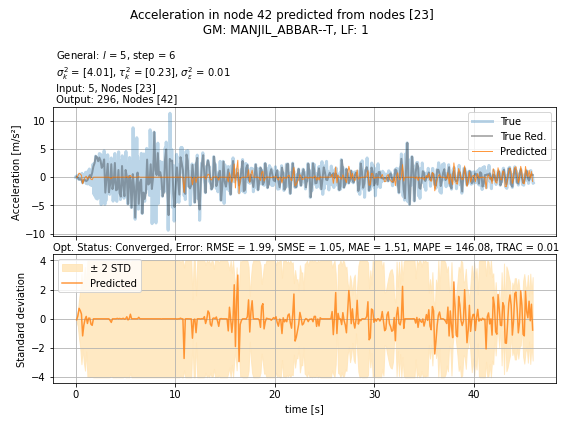 Acceleration in node 42 predicted from nodes [23]
GM: MANJIL_ABBAR--T, LF: 1
General: l = 5, step = 6
σ²ₖ = [4.01], τ²ₖ = [0.23], σ²ε = 0.01
Input: 5, Nodes [23]
Output: 296, Nodes [42]
10
5
0
−5
−10
Acceleration [m/s²]
True
True Red.
Predicted
Opt. Status: Converged, Error: RMSE = 1.99, SMSE = 1.05, MAE = 1.51, MAPE = 146.08, TRAC = 0.01
4
2
0
−2
−4
Standard deviation
± 2 STD
Predicted
0 10 20 30 40
time [s]